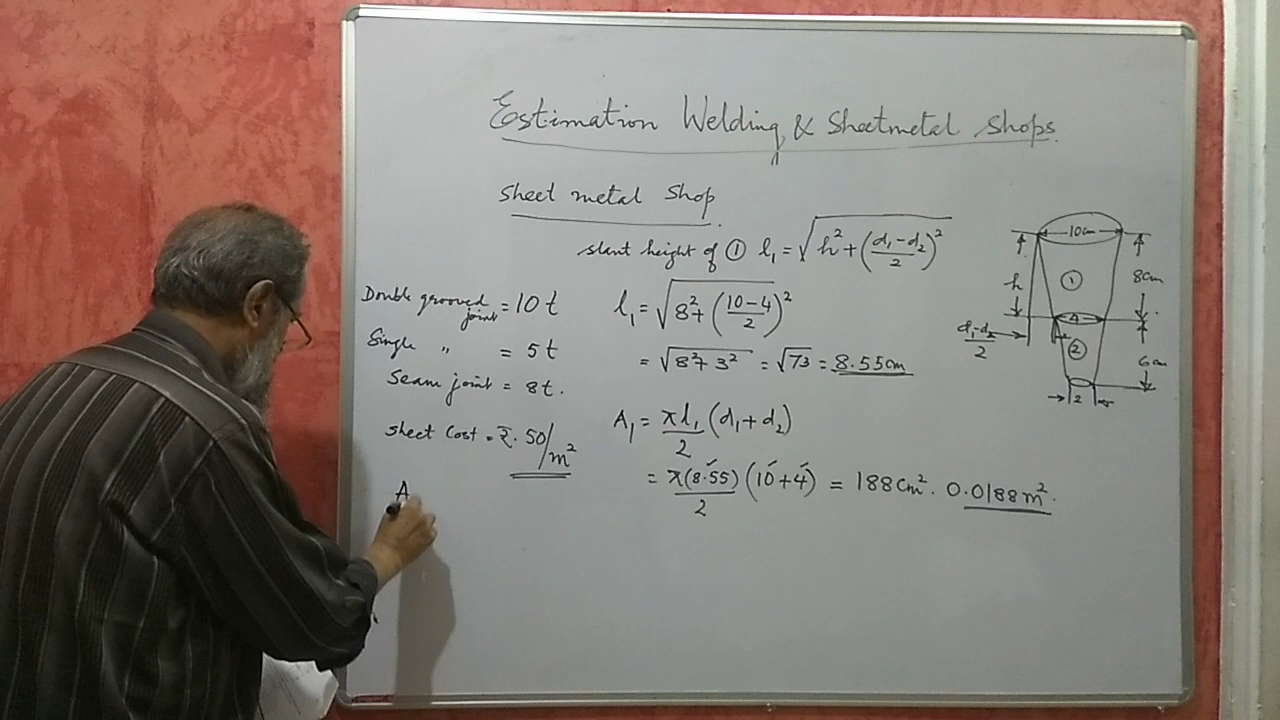 Estimation Welding & Sheetmetal Shops.
Sheet metal Shop.
slant height of ① l₁ = √(h² + ((d₁-d₂)/2)²)
Double grooved joint = 10 t
Single " = 5 t
Seam joint = 8 t.
Sheet Cost = ₹. 50/m²
A
l₁ = √(8² + ((10-4)/2)²)
= √(8² + 3²) = √73 = 8.55cm
A₁ = πl₁/2 (d₁+d₂)
= π(8.55)/2 (10+4) = 188 cm². 0.0188 m².
10cm
h
①
8cm
4
(d₁-d₂)/2
②
6cm
2